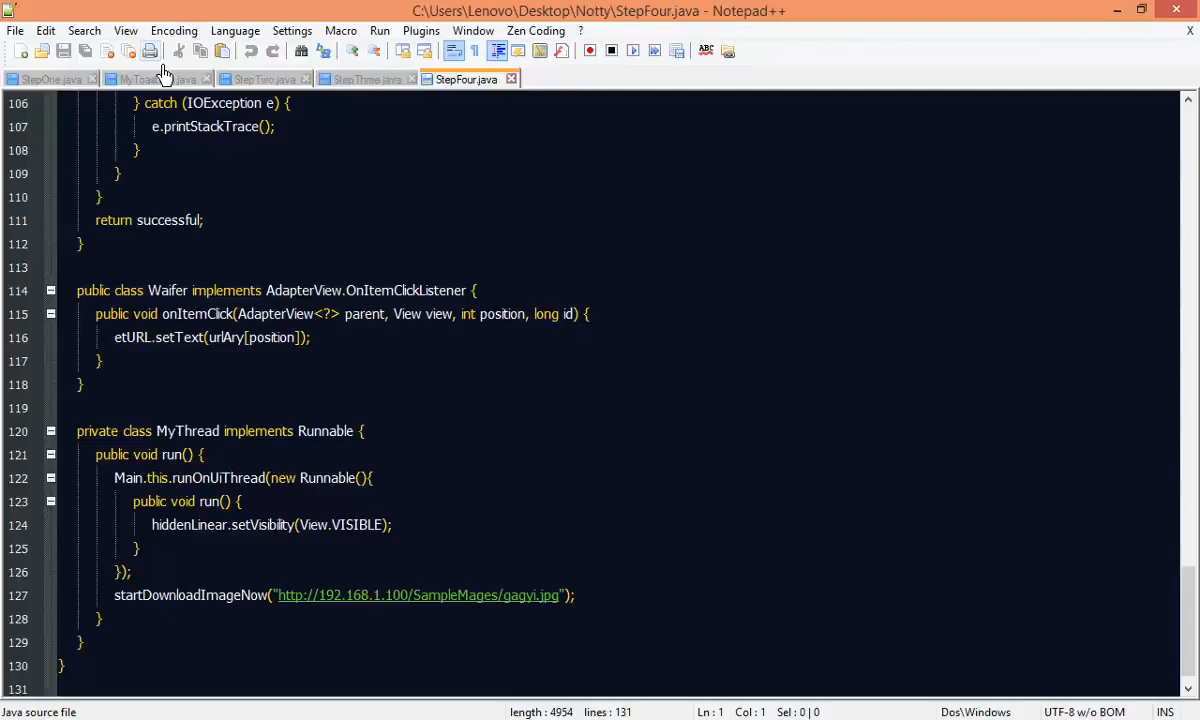 C:\Users\Lenovo\Desktop\Notty\StepFour.java - Notepad++
File Edit Search View Encoding Language Settings Macro Run Plugins Window Zen Coding ? X
StepOne.java StepTwo.java StepThree.java StepFour.java
106 } catch (IOException e) {
107 e.printStackTrace();
108 }
109 }
110 }
111 return successful;
112 }
113
114 public class Waifer implements AdapterView.OnItemClickListener {
115 public void onItemClick(AdapterView<?> parent, View view, int position, long id) {
116 etURL.setText(urlAry[position]);
117 }
118 }
119
120 private class MyThread implements Runnable {
121 public void run() {
122 Main.this.runOnUiThread(new Runnable(){
123 public void run() {
124 hiddenLinear.setVisibility(View.VISIBLE);
125 }
126 });
127 startDownloadImageNow("http://192.168.1.100/SampleMages/gagyi.jpg");
128 }
129 }
130 }
131
Java source file length : 4954 lines : 131 Ln : 1 Col : 1 Sel : 0 | 0 Dos\Windows UTF-8 w/o BOM INS